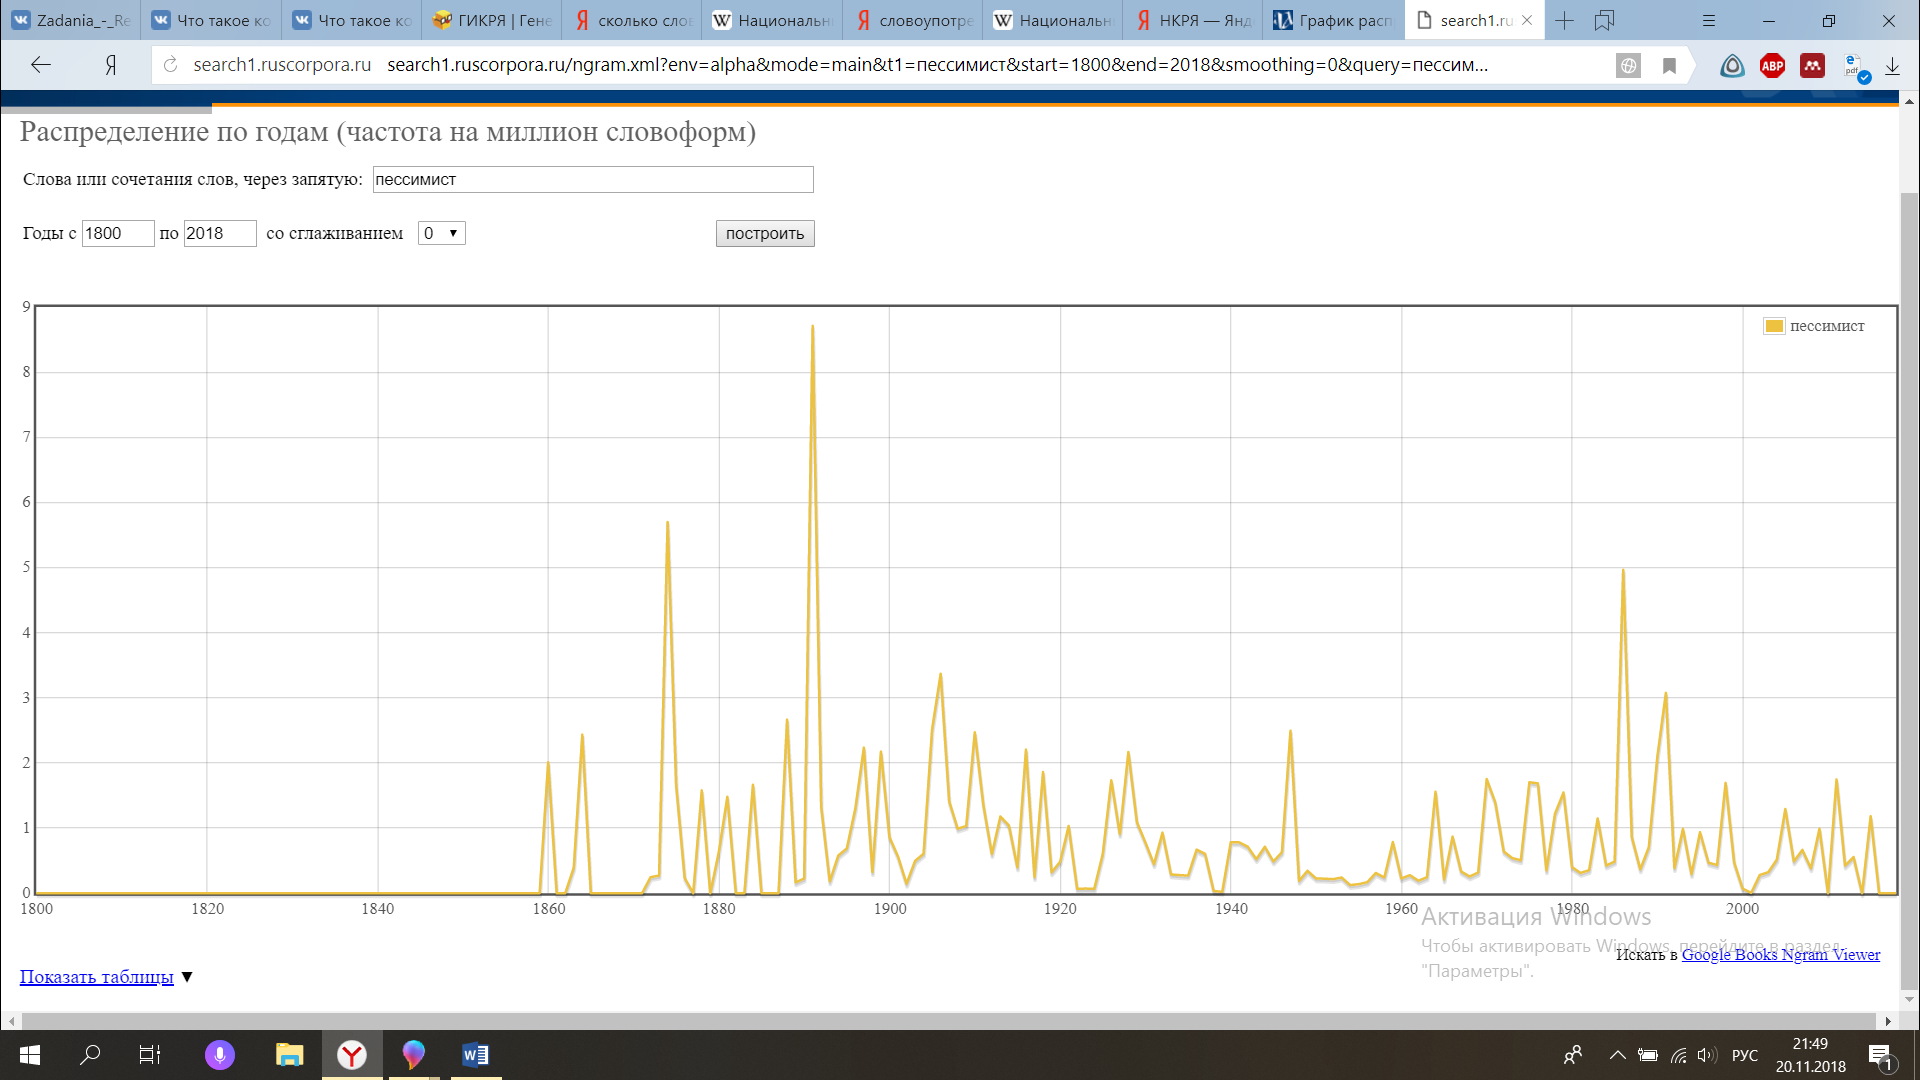 Zadania_-_Re
Что такое ко
Что такое ко
ГИКРЯ | Гене
сколько слов
Национальн
словоупотре
Национальн
НКРЯ — Янд
График расп
search1.ru
search1.ruscorpora.ru search1.ruscorpora.ru/ngram.xml?env=alpha&mode=main&t1=пессимист&start=1800&end=2018&smoothing=0&query=пессим...
Распределение по годам (частота на миллион словоформ)
Слова или сочетания слов, через запятую: пессимист
Годы с 1800 по 2018 со сглаживанием 0 построить
9
8
7
6
5
4
3
2
1
0
пессимист
1800 1820 1840 1860 1880 1900 1920 1940 1960 1980 2000
Активация Windows
Чтобы активировать Windows, перейдите в раздел
"Параметры".
Искать в Google Books Ngram Viewer
Показать таблицы ▼
РУС
21:49
20.11.2018
1